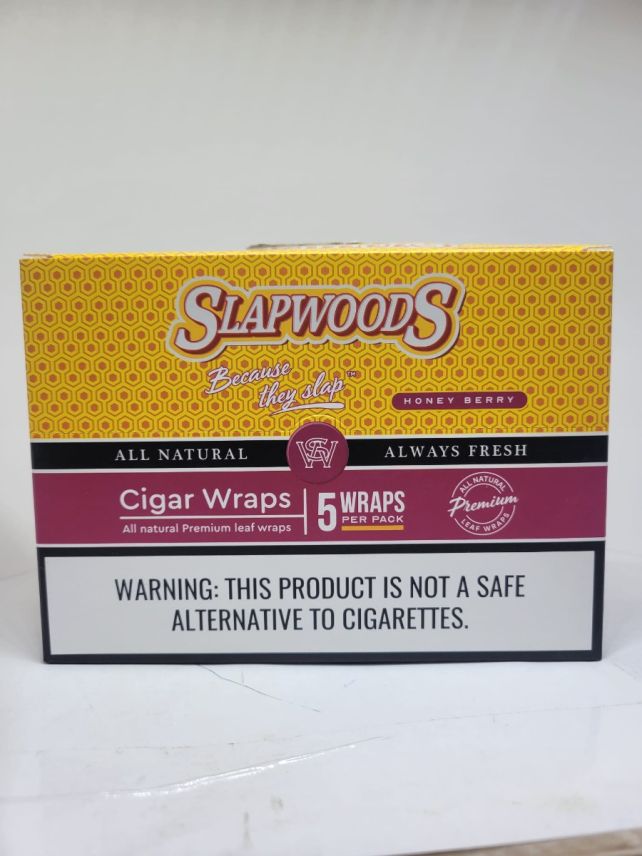 SLAPWOODS
Because
they slap™
HONEY BERRY
ALL NATURAL
SW
ALWAYS FRESH
Cigar Wraps
All natural Premium leaf wraps
5 WRAPS
PER PACK
ALL NATURAL
Premium
LEAF WRAPS
WARNING: THIS PRODUCT IS NOT A SAFE
ALTERNATIVE TO CIGARETTES.